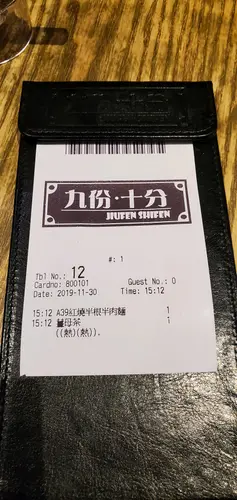 九份·十分
JIUFEN SHIFEN
#: 1
Tbl No.: 12
Cardno: 800101 Guest No.: 0
Date: 2019-11-30 Time: 15:12
15:12 A39紅燒半根半肉麵 1
15:12 母茶 1
((熱)(熱)).